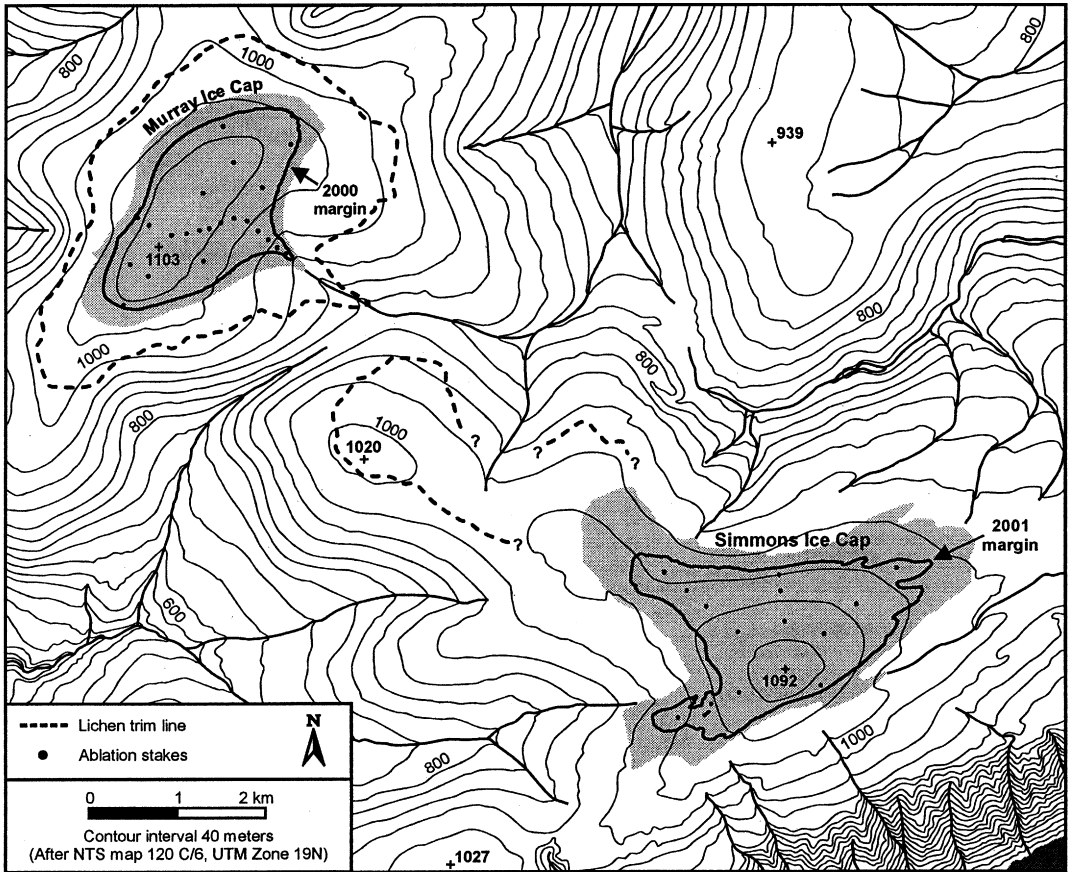 800
1000
800
Murray Ice Cap
939
2000
margin
1103
1000
800
800
800
1000
1020
?
?
?
?
2001
margin
Simmons Ice Cap
600
1092
1000
800
1027
Lichen trim line
Ablation stakes
N
0 1 2 km
Contour interval 40 meters
(After NTS map 120 C/6, UTM Zone 19N)